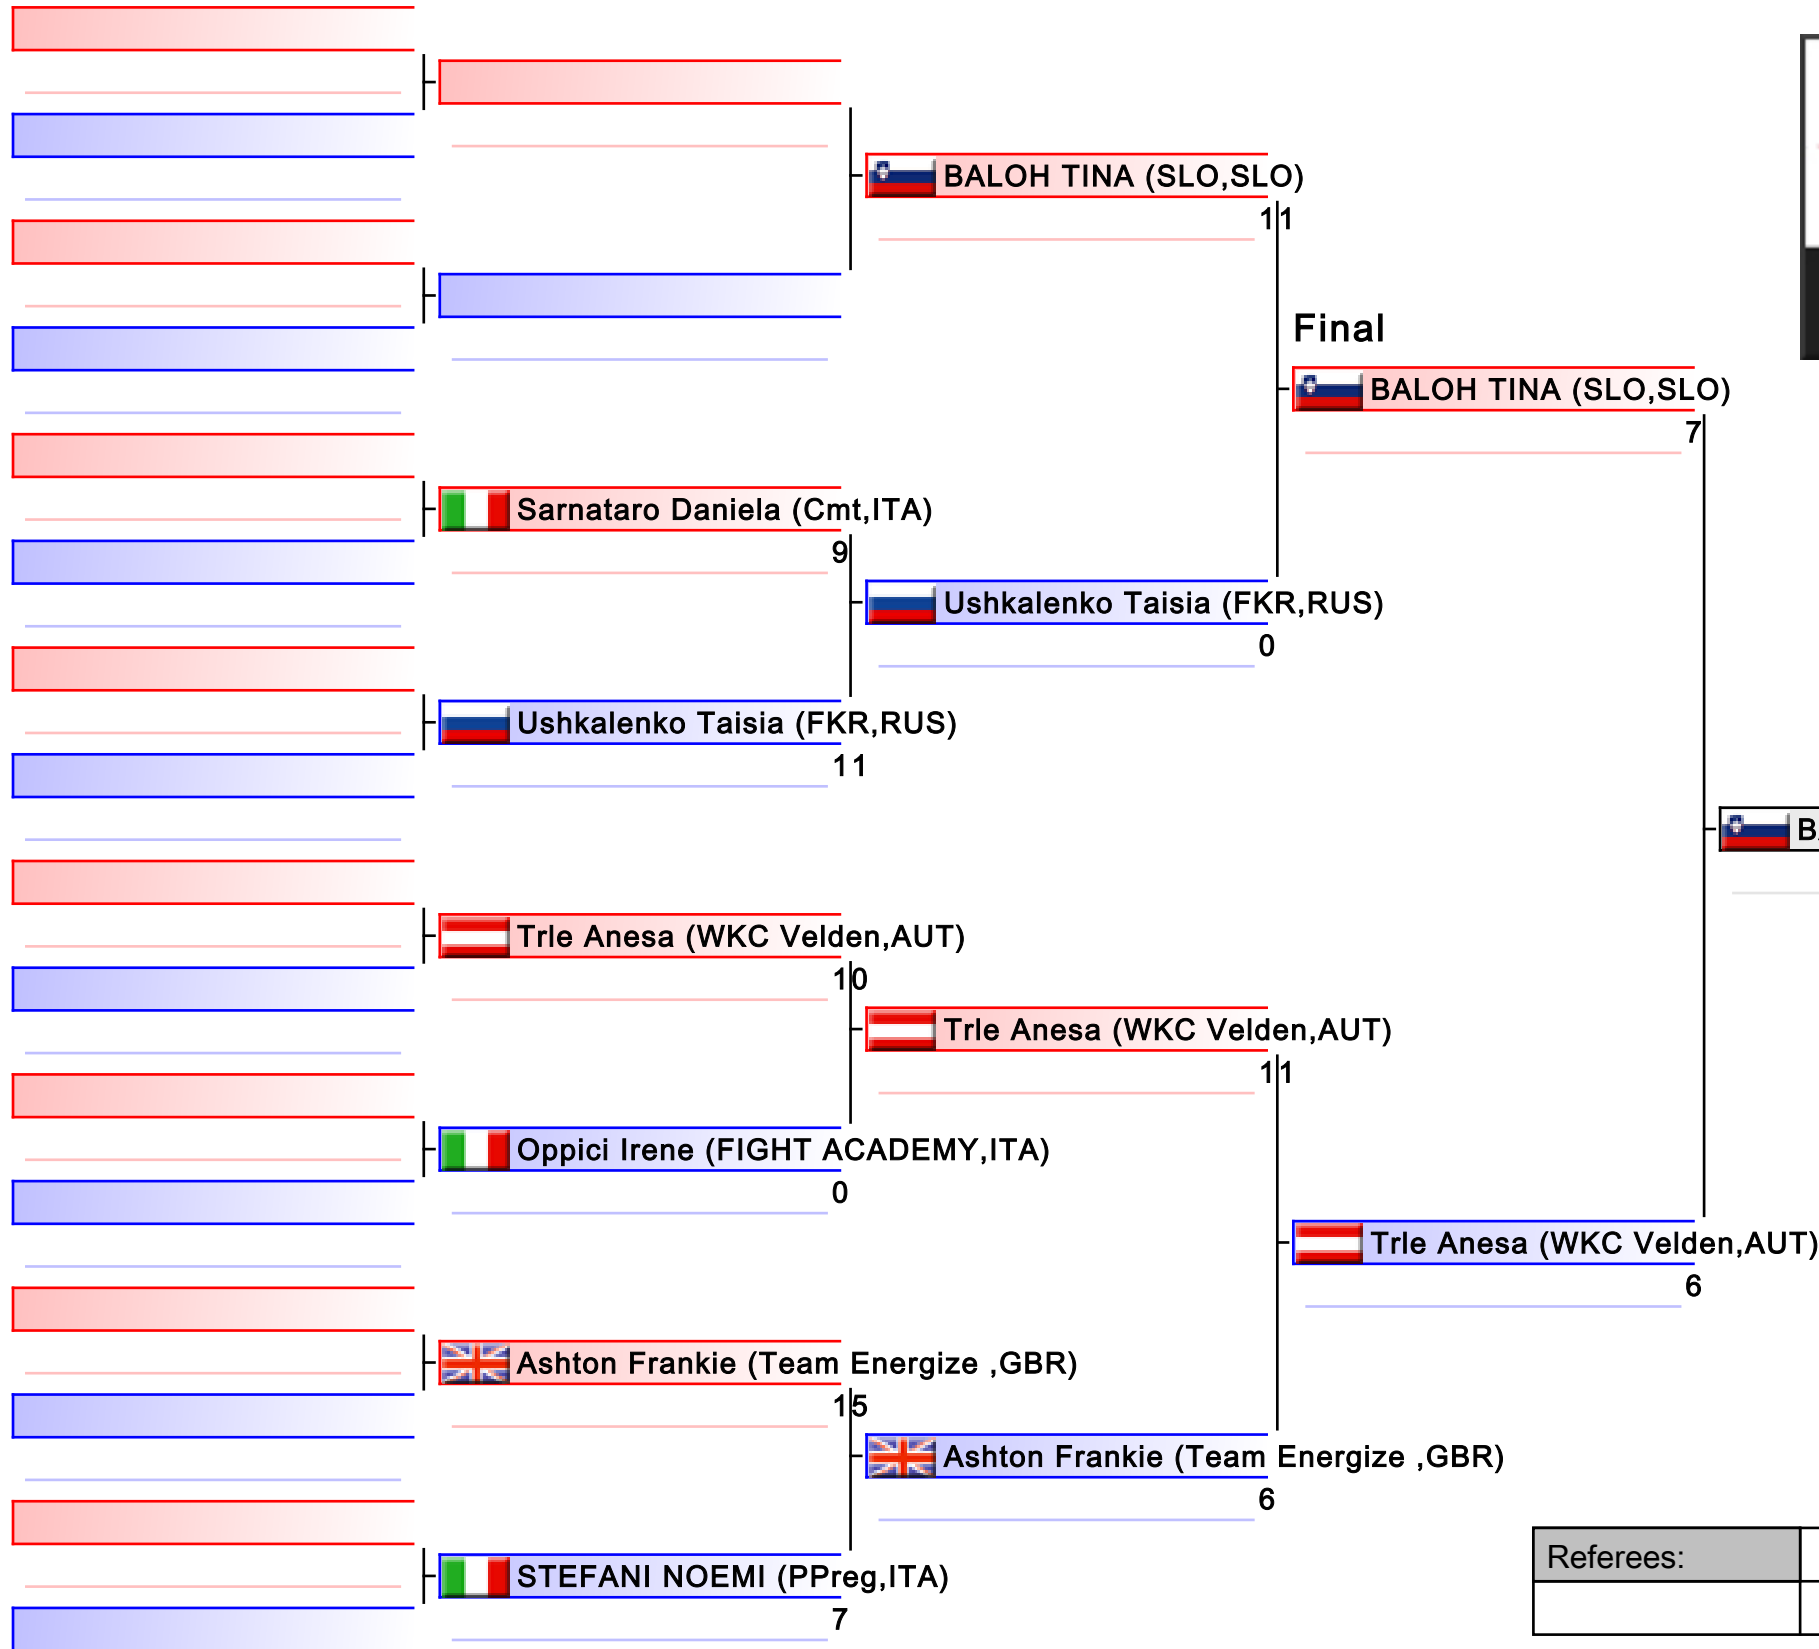 BALOH TINA (SLO,SLO)
11
Final
BALOH TINA (SLO,SLO)
7
Sarnataro Daniela (Cmt,ITA)
9
Ushkalenko Taisia (FKR,RUS)
0
Ushkalenko Taisia (FKR,RUS)
11
Trle Anesa (WKC Velden,AUT)
10
Trle Anesa (WKC Velden,AUT)
11
Oppici Irene (FIGHT ACADEMY,ITA)
0
Trle Anesa (WKC Velden,AUT)
6
Ashton Frankie (Team Energize ,GBR)
15
Ashton Frankie (Team Energize ,GBR)
6
STEFANI NOEMI (PPreg,ITA)
7
Referees: